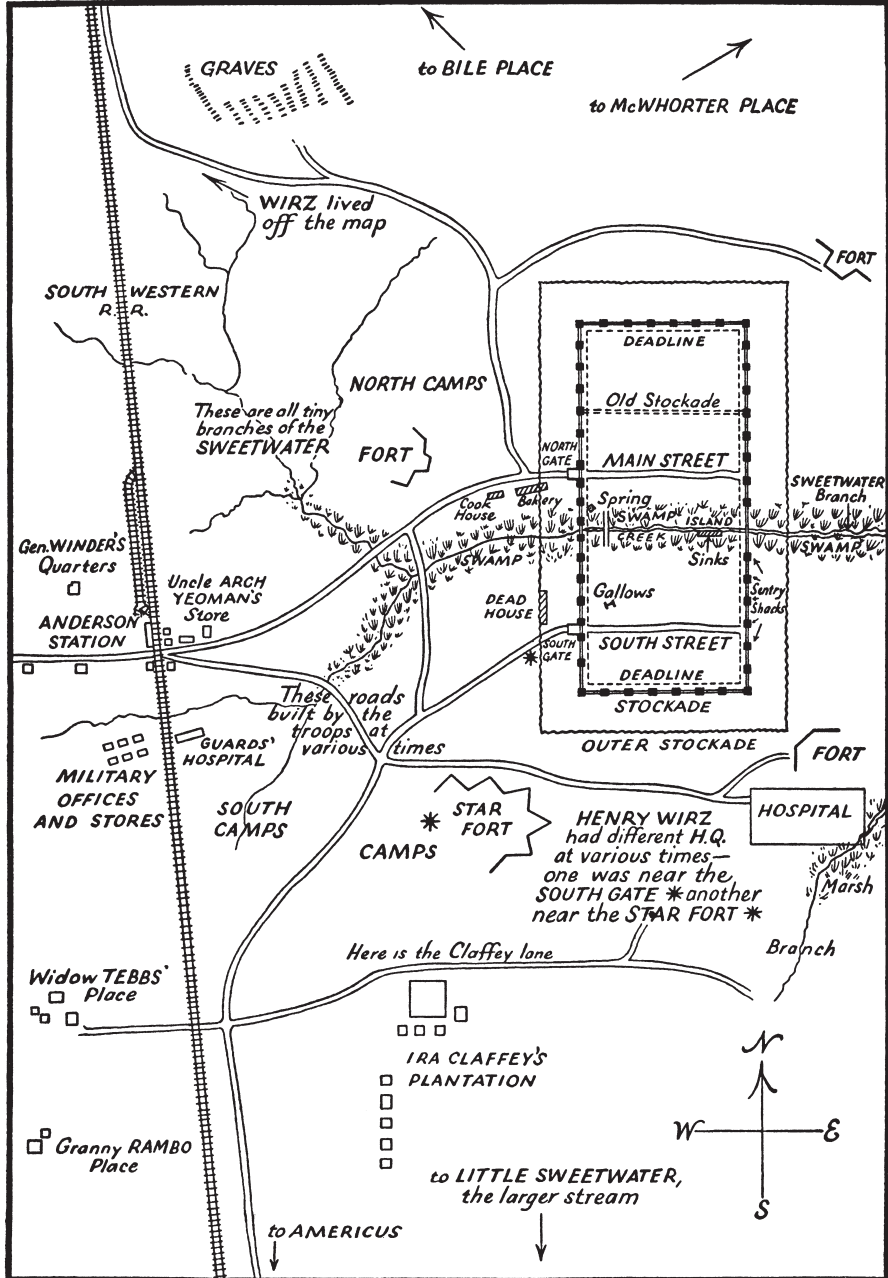 GRAVES
to BILE PLACE
to McWHORTER PLACE
WIRZ lived
off the map
FORT
SOUTH WESTERN
R. R.
DEADLINE
NORTH CAMPS
Old Stockade
These are all tiny
branches of the
SWEETWATER
FORT
NORTH
GATE
MAIN STREET
SWEETWATER
Branch
Cook
House
Bakery
Spring
SWAMP
ISLAND
CREEK
Sinks
SWAMP
SWAMP
Gen. WINDER'S
Quarters
Uncle ARCH
YEOMAN'S
Store
ANDERSON
STATION
DEAD
HOUSE
Gallows
Sentry
Shacks
SOUTH
GATE
SOUTH STREET
DEADLINE
STOCKADE
These roads
built by the
troops at
various times
OUTER STOCKADE
GUARDS'
HOSPITAL
FORT
MILITARY
OFFICES
AND STORES
SOUTH
CAMPS
STAR
FORT
CAMPS
HOSPITAL
HENRY WIRZ
had different H.Q.
at various times—
one was near the
SOUTH GATE * another
near the STAR FORT *
Marsh
Branch
Here is the Claffey lane
Widow TEBBS'
Place
IRA CLAFFEY'S
PLANTATION
N
W
E
S
Granny RAMBO
Place
to LITTLE SWEETWATER,
the larger stream
to AMERICUS